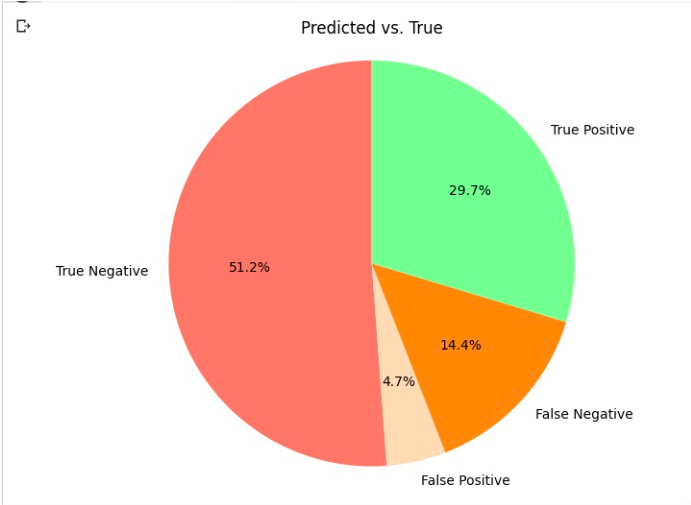 Predicted vs. True
True Positive
29.7%
51.2%
True Negative
14.4%
4.7%
False Negative
False Positive